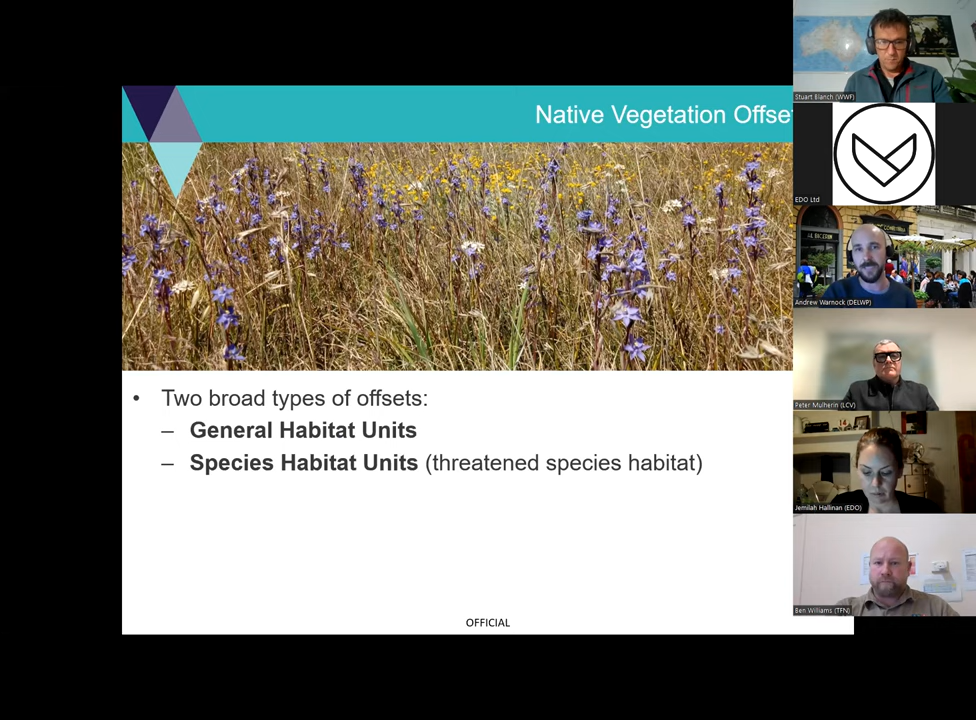 Native Vegetation Offse
Two broad types of offsets:
– General Habitat Units
– Species Habitat Units (threatened species habitat)
OFFICIAL
Stuart Blanch (WWF)
EDO Ltd
Andrew Warnock (DELWP)
Peter Mulherin (LCV)
Jemilah Hallinan (EDO)
Ben Williams (TFN)